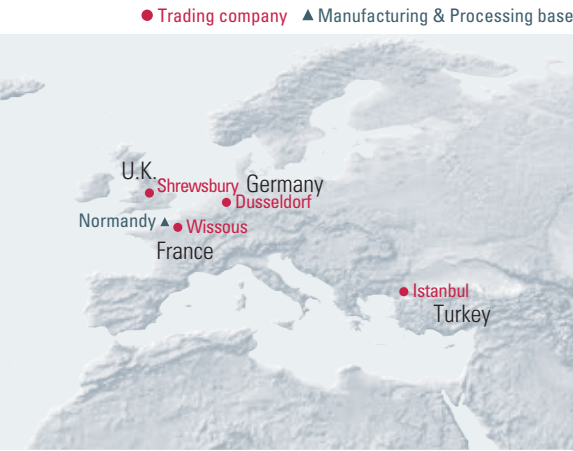 ● Trading company ▲ Manufacturing & Processing base
U.K.
Shrewsbury
Germany
Dusseldorf
Normandy
Wissous
France
Istanbul
Turkey